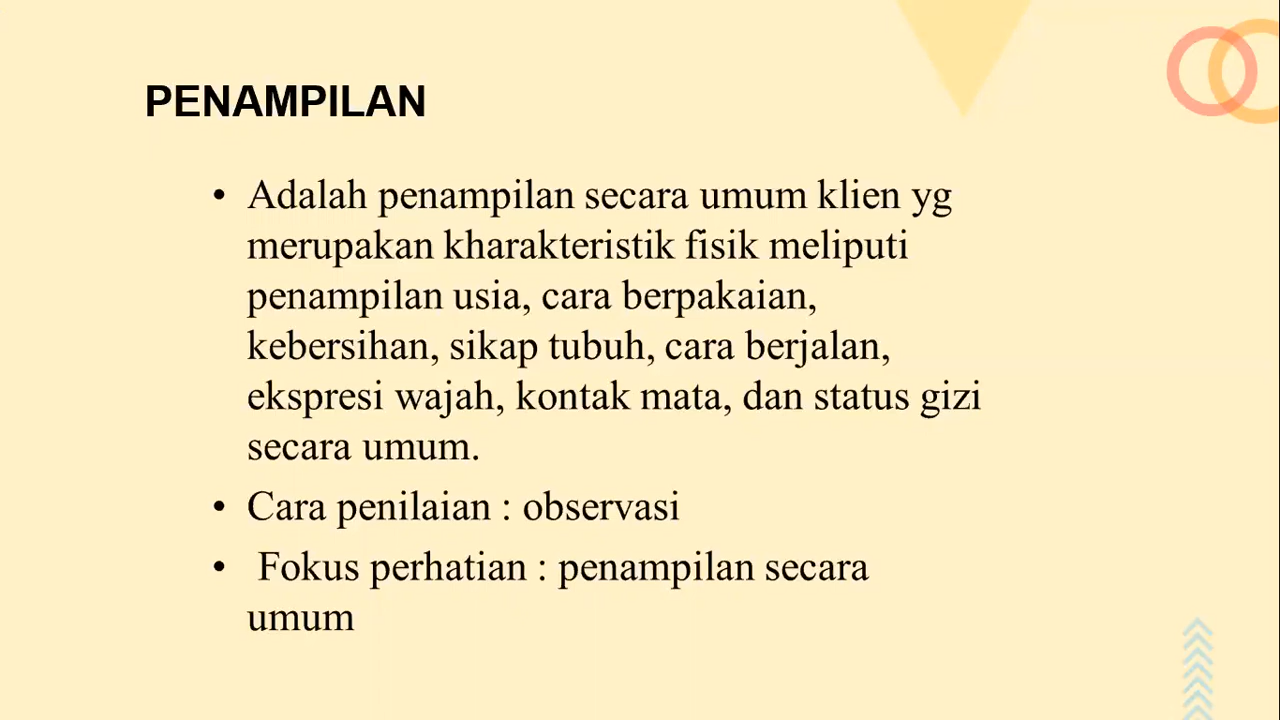 PENAMPILAN
• Adalah penampilan secara umum klien yg
merupakan kharakteristik fisik meliputi
penampilan usia, cara berpakaian,
kebersihan, sikap tubuh, cara berjalan,
ekspresi wajah, kontak mata, dan status gizi
secara umum.
• Cara penilaian : observasi
• Fokus perhatian : penampilan secara
umum